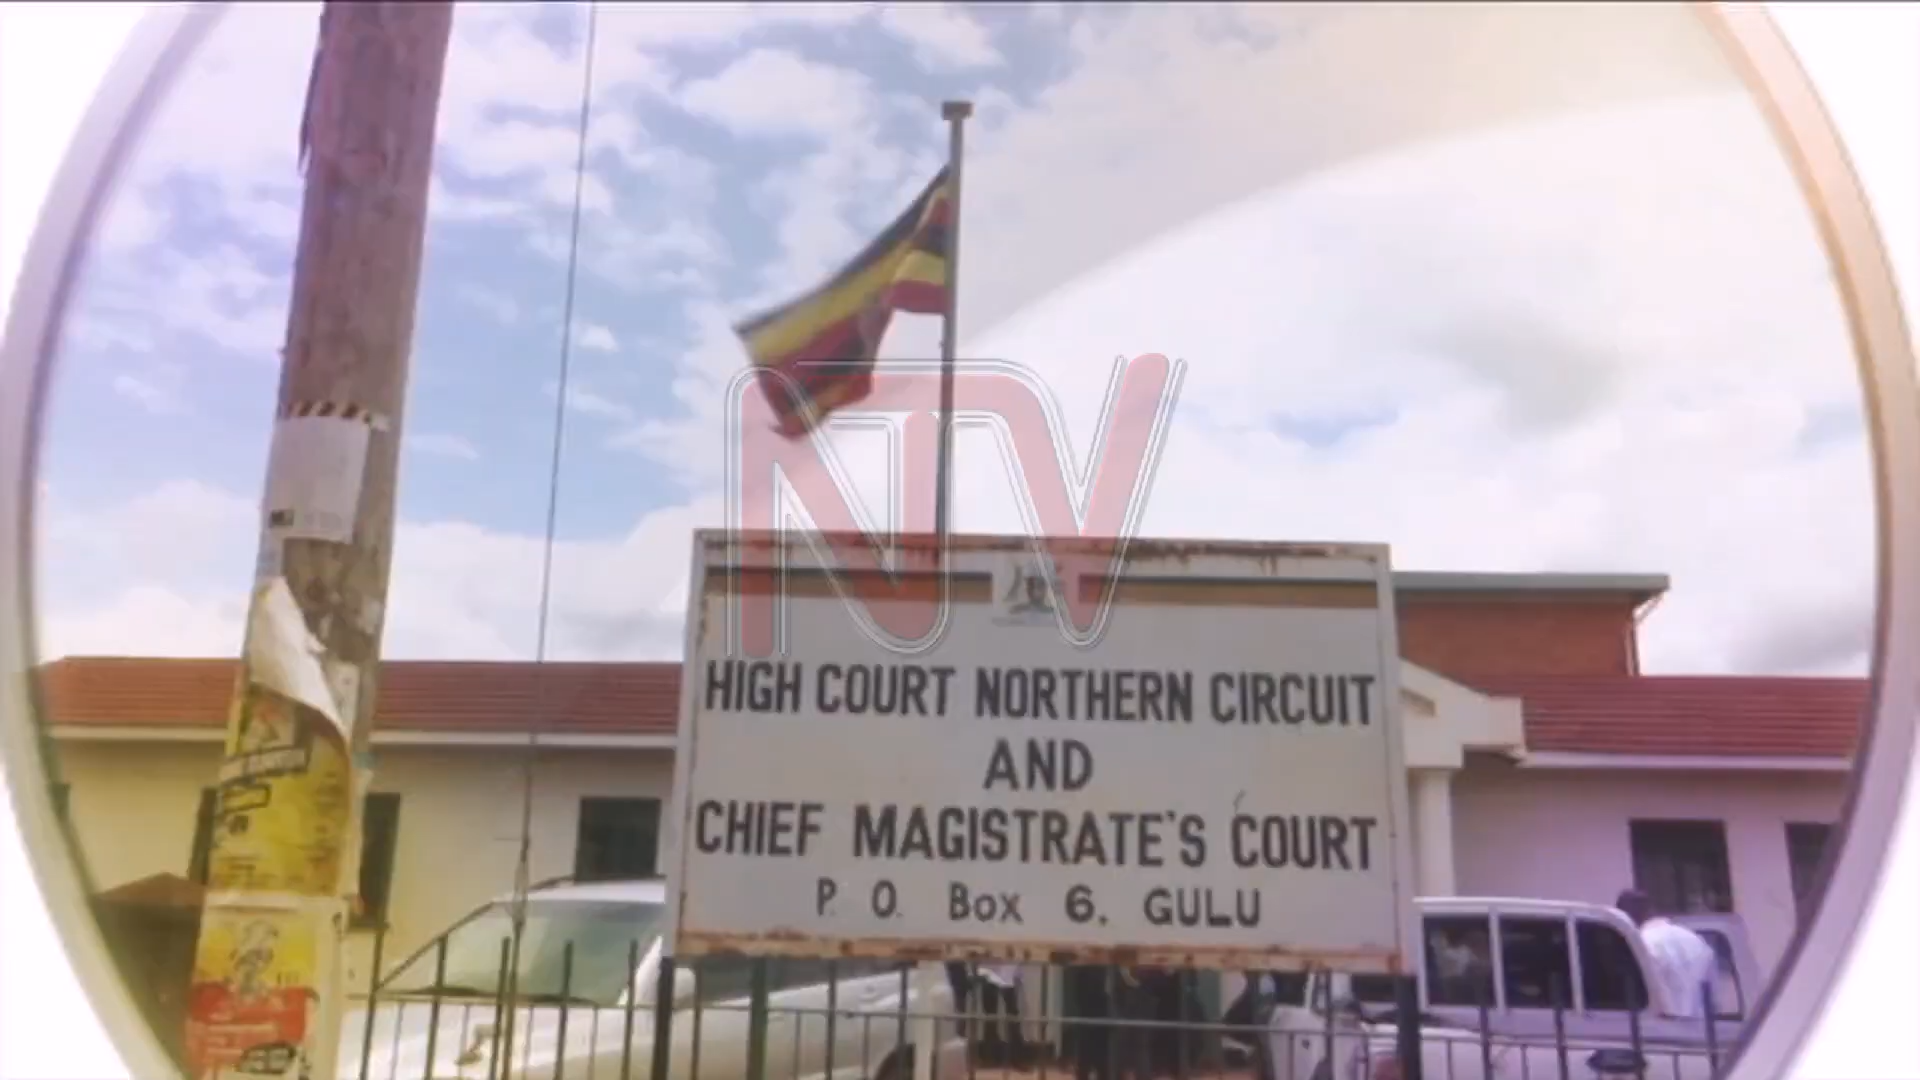 NTV
HIGH COURT NORTHERN CIRCUIT
AND
CHIEF MAGISTRATE'S COURT
P. O. Box 6. GULU